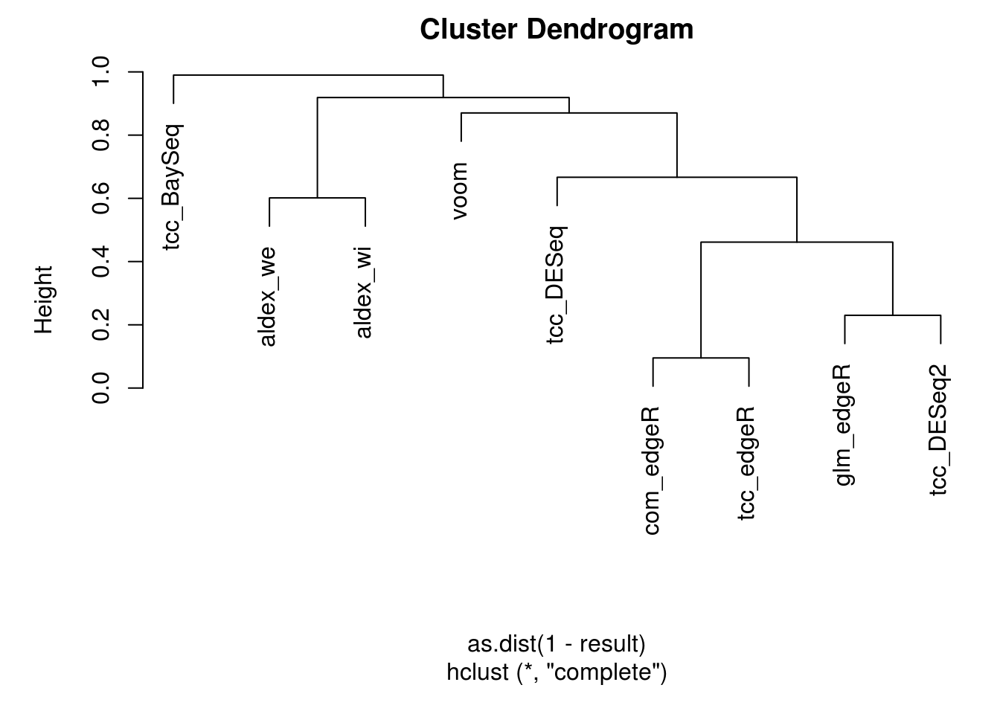 Cluster Dendrogram
Height
1.0
0.8
0.6
0.4
0.2
0.0
tcc_BaySeq
aldex_we
aldex_wi
voom
tcc_DESeq
com_edgeR
tcc_edgeR
glm_edgeR
tcc_DESeq2
as.dist(1 - result)
hclust (*, "complete")